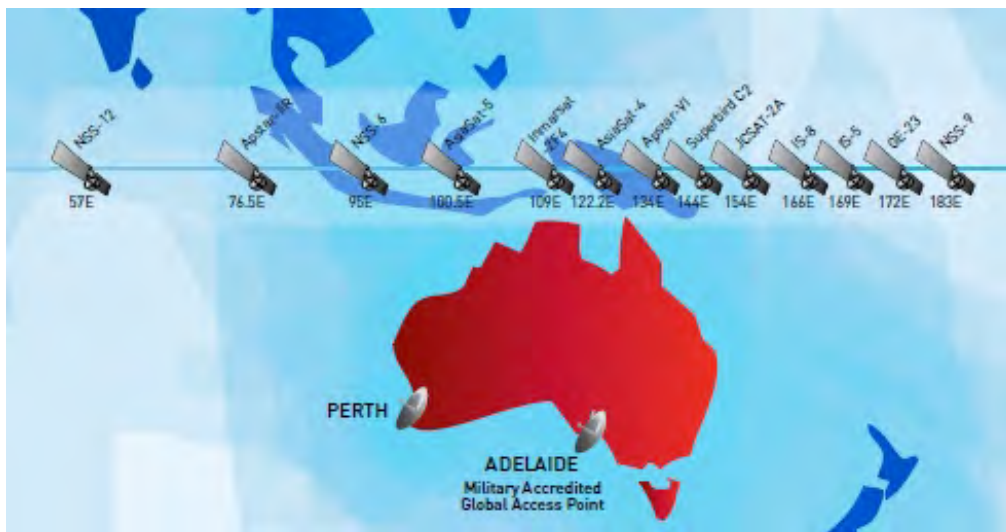 NSS-12
Apstar-IIR
NSS-6
AsiaSat-5
Inmarsat
2F4
AsiaSat-4
Apstar-VI
Superbird C2
JCSAT-2A
IS-8
IS-5
GE-23
NSS-9
57E
76.5E
95E
100.5E
109E
122.2E
134E
144E
154E
166E
169E
172E
183E
PERTH
ADELAIDE
Military Accredited
Global Access Point